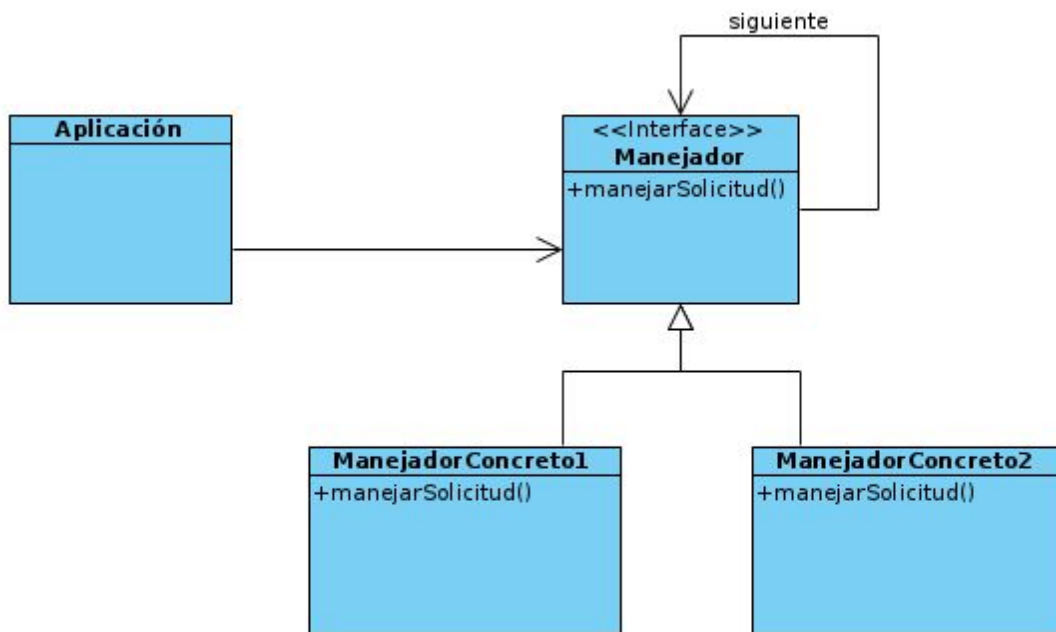 siguiente
Aplicación
<<Interface>>
Manejador
+manejarSolicitud()
ManejadorConcreto1
+manejarSolicitud()
ManejadorConcreto2
+manejarSolicitud()